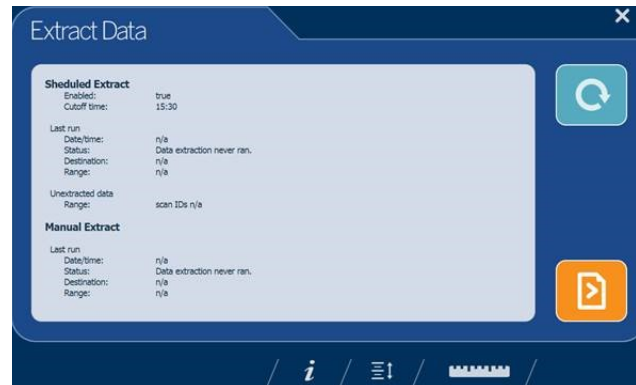 Extract Data
Sheduled Extract
Enabled: true
Cutoff time: 15:30
Last run
Date/time: n/a
Status: Data extraction never ran.
Destination: n/a
Range: n/a
Unextracted data
Range: scan IDs n/a
Manual Extract
Last run
Date/time: n/a
Status: Data extraction never ran.
Destination: n/a
Range: n/a